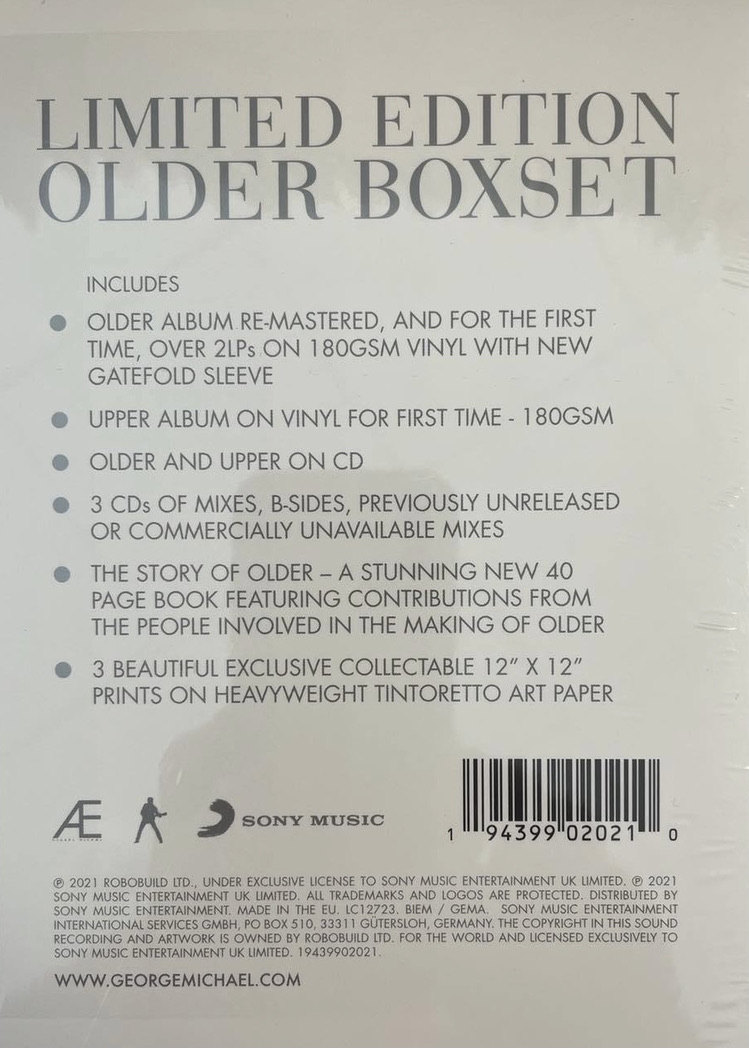 LIMITED EDITION
OLDER BOXSET
INCLUDES
● OLDER ALBUM RE-MASTERED, AND FOR THE FIRST
TIME, OVER 2LPs ON 180GSM VINYL WITH NEW
GATEFOLD SLEEVE
● UPPER ALBUM ON VINYL FOR FIRST TIME - 180GSM
● OLDER AND UPPER ON CD
● 3 CDs OF MIXES, B-SIDES, PREVIOUSLY UNRELEASED
OR COMMERCIALLY UNAVAILABLE MIXES
● THE STORY OF OLDER – A STUNNING NEW 40
PAGE BOOK FEATURING CONTRIBUTIONS FROM
THE PEOPLE INVOLVED IN THE MAKING OF OLDER
● 3 BEAUTIFUL EXCLUSIVE COLLECTABLE 12” X 12”
PRINTS ON HEAVYWEIGHT TINTORETTO ART PAPER
Æ
SONY MUSIC
1 94399 02021 0
℗ 2021 ROBOBUILD LTD., UNDER EXCLUSIVE LICENSE TO SONY MUSIC ENTERTAINMENT UK LIMITED. ℗ 2021
SONY MUSIC ENTERTAINMENT UK LIMITED. ALL TRADEMARKS AND LOGOS ARE PROTECTED. DISTRIBUTED BY
SONY MUSIC ENTERTAINMENT. MADE IN THE EU. LC12723. BIEM / GEMA. SONY MUSIC ENTERTAINMENT
INTERNATIONAL SERVICES GMBH, PO BOX 510, 33311 GÜTERSLOH, GERMANY. THE COPYRIGHT IN THIS SOUND
RECORDING AND ARTWORK IS OWNED BY ROBOBUILD LTD. FOR THE WORLD AND LICENSED EXCLUSIVELY TO
SONY MUSIC ENTERTAINMENT UK LIMITED. 19439902021.
WWW.GEORGEMICHAEL.COM